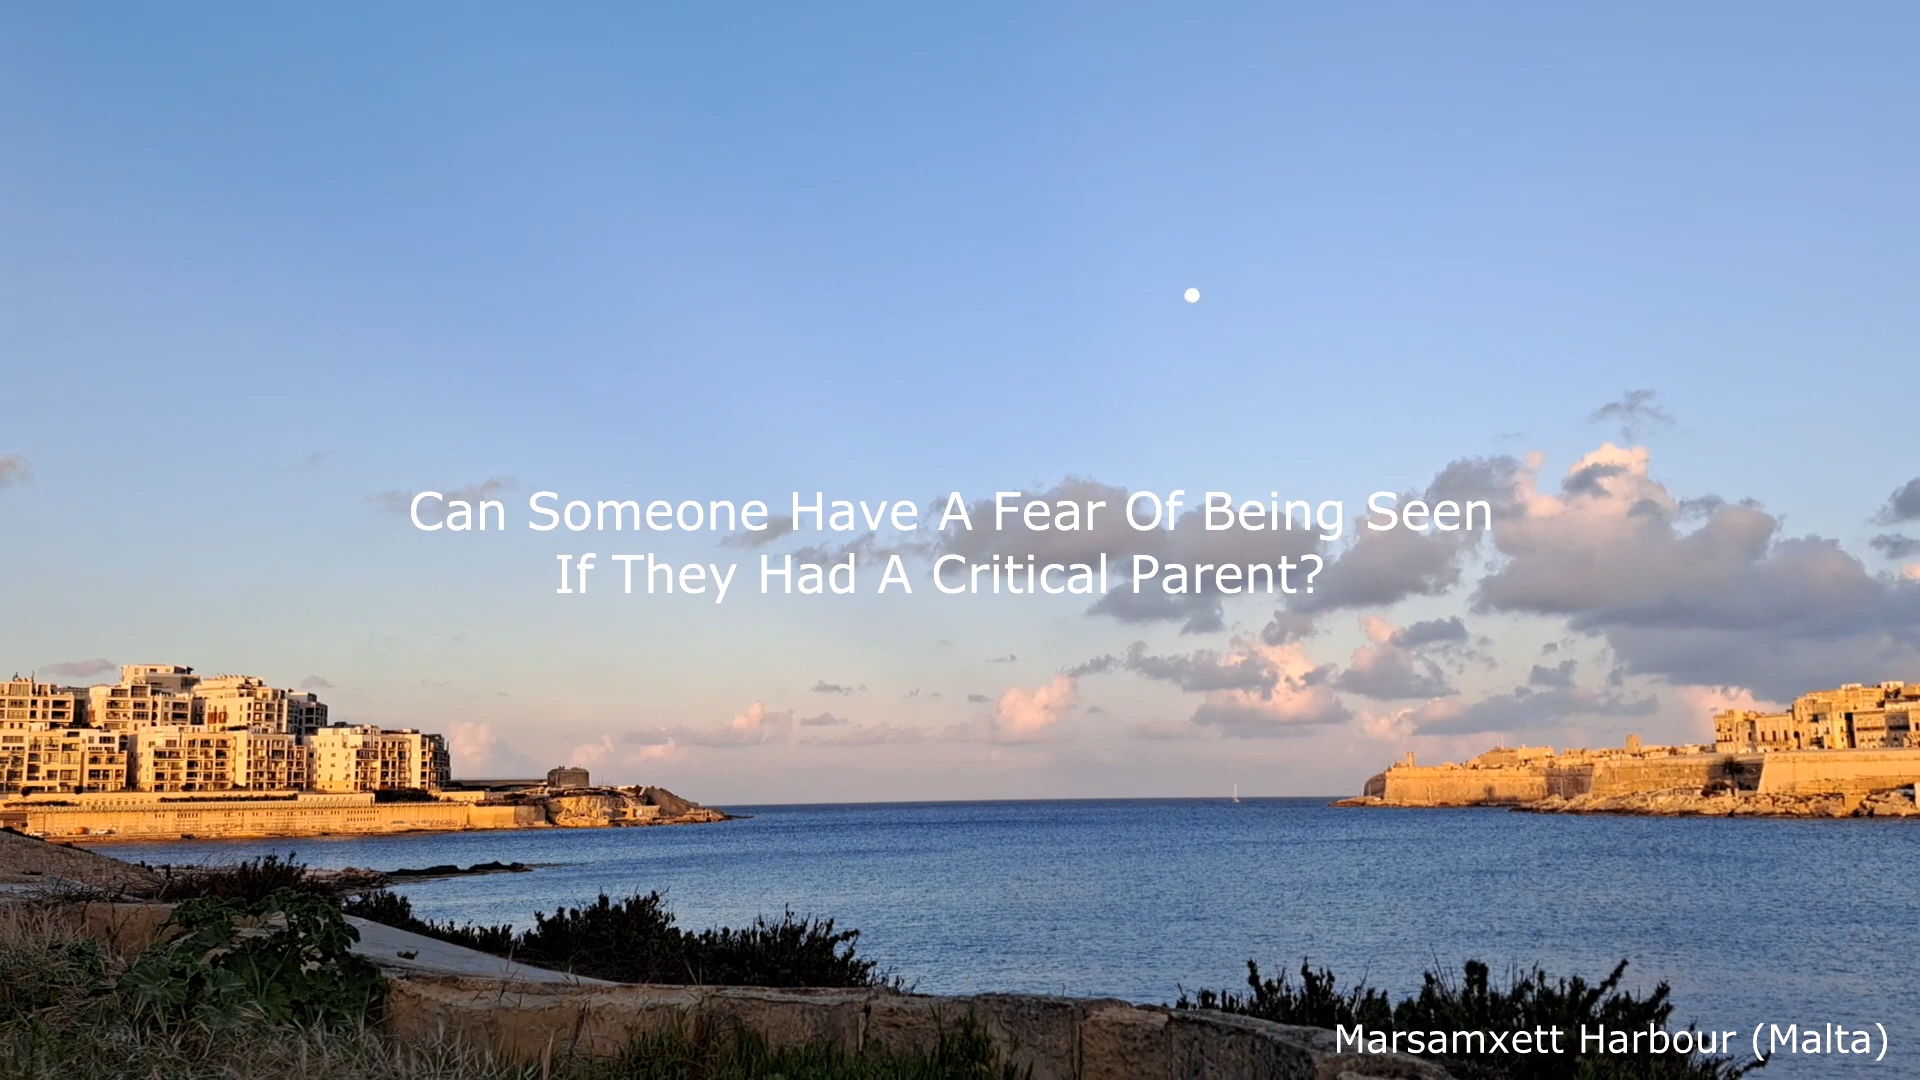 Can Someone Have A Fear Of Being Seen
If They Had A Critical Parent?
Marsamxett Harbour (Malta)